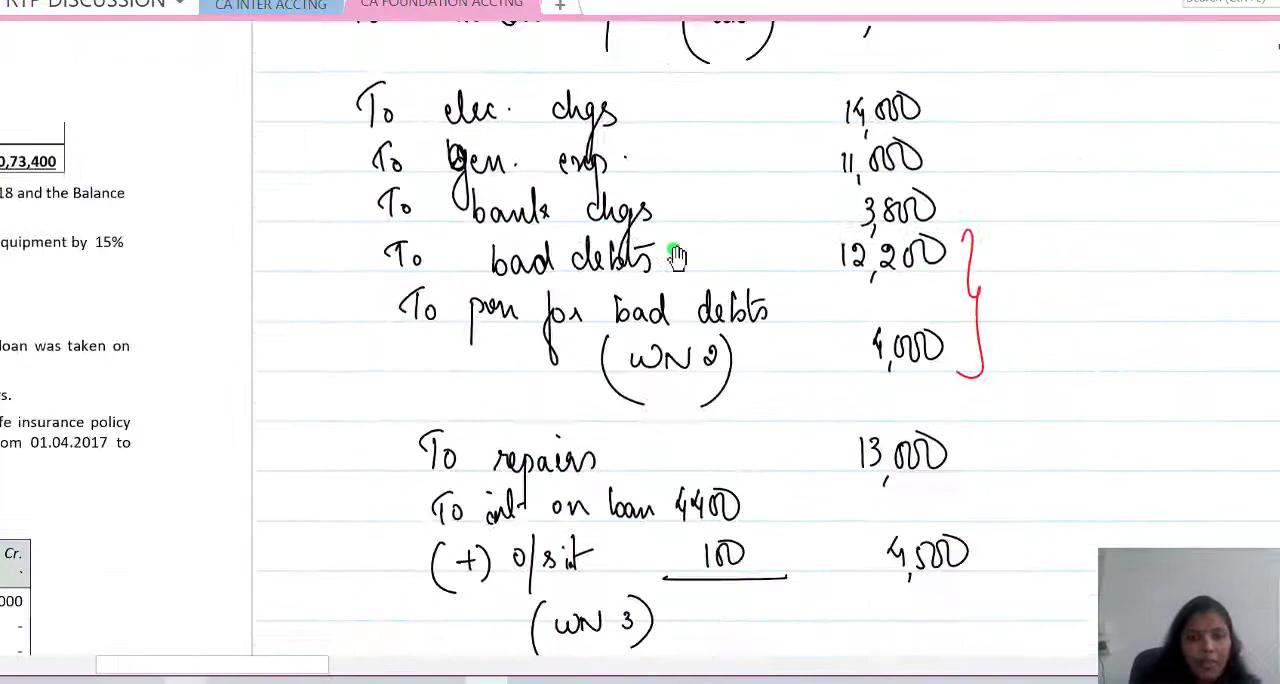 RTP DISCUSSION CA INTER ACCTNG CA FOUNDATION ACCTNG +
To elec. chgs 14,000
To gen. exp. 11,000
To bank chgs 3,800
To bad debts 12,200
To prov for bad debts
(WN 2) 4,000
To repairs 13,000
To int on loan 4400
(+) o/s int 100 4,500
(WN 3)
0,73,400
18 and the Balance
equipment by 15%
loan was taken on
rs.
fe insurance policy
om 01.04.2017 to
Cr.
000
-
-